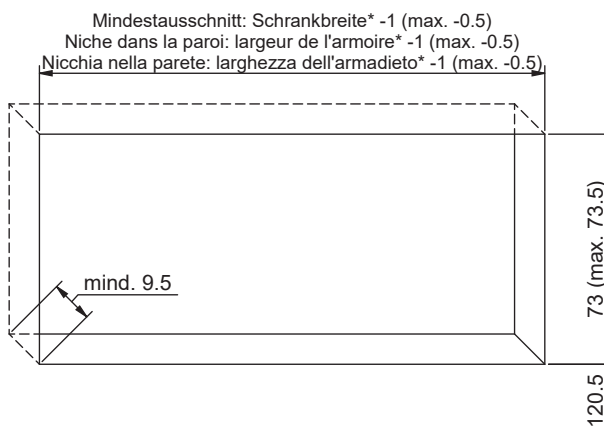 Mindestausschnitt: Schrankbreite* -1 (max. -0.5)
Niche dans la paroi: largeur de l'armoire* -1 (max. -0.5)
Nicchia nella parete: larghezza dell'armadieto* -1 (max. -0.5)
mind. 9.5
73 (max. 73.5)
120.5